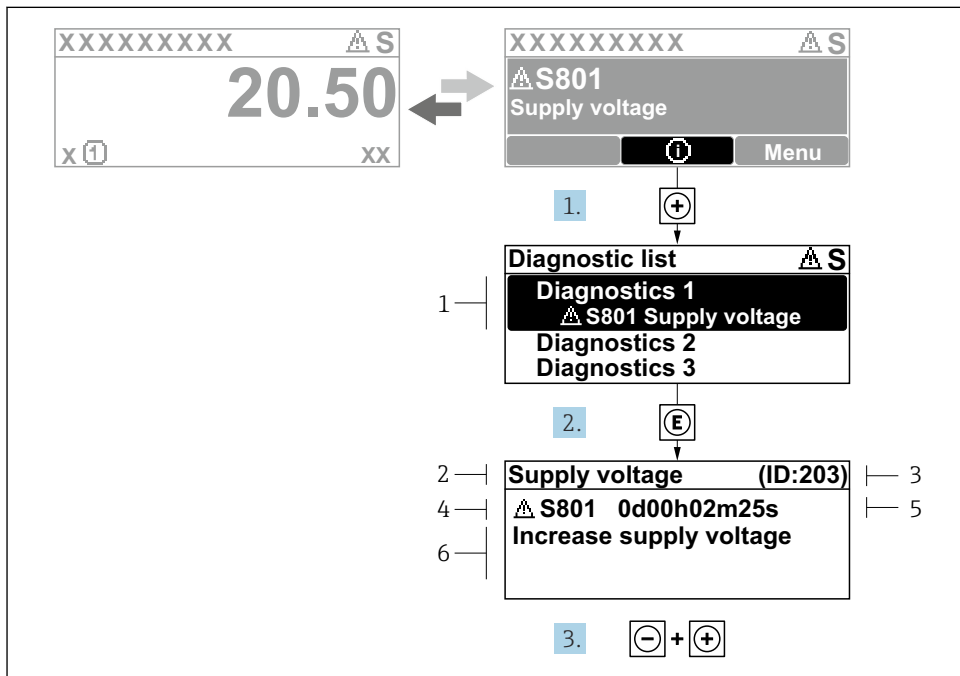 XXXXXXXXX ⚠ S
20.50
x ① xx
XXXXXXXXX ⚠ S
⚠ S801
Supply voltage
ⓘ Menu
1. +
Diagnostic list ⚠ S
1 Diagnostics 1
⚠ S801 Supply voltage
Diagnostics 2
Diagnostics 3
2. E
2 Supply voltage (ID:203) 3
4 ⚠ S801 0d00h02m25s 5
6 Increase supply voltage
3. − + +